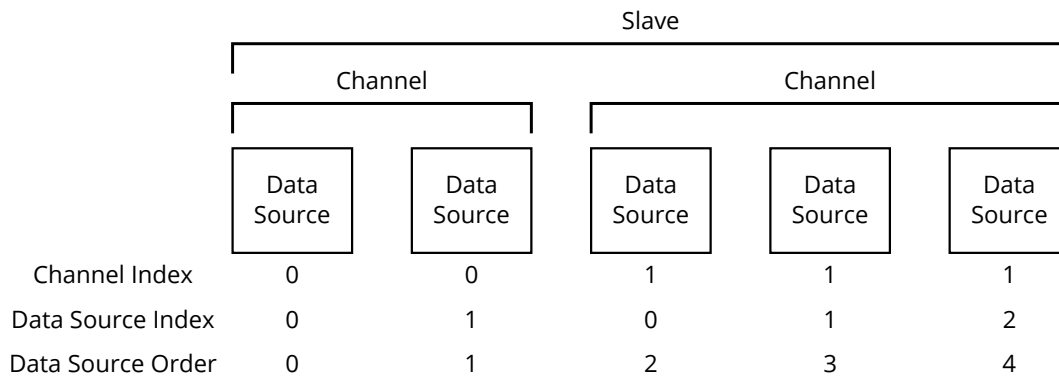 Slave
Channel Channel
Data Data Data Data Data
Source Source Source Source Source
Channel Index 0 0 1 1 1
Data Source Index 0 1 0 1 2
Data Source Order 0 1 2 3 4